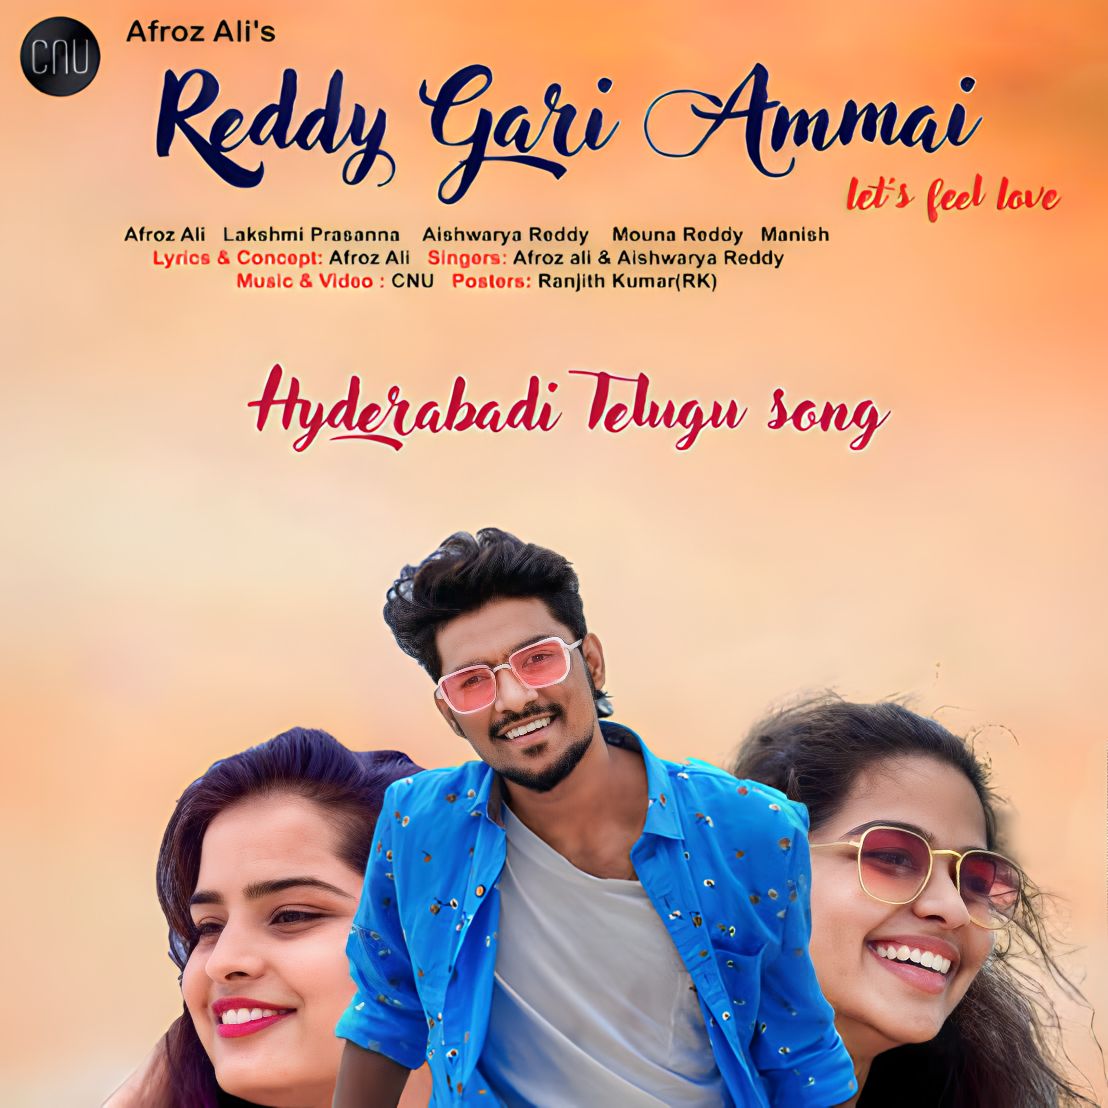 CNU
Afroz Ali's
Reddy Gari Ammai
let's feel love
Afroz Ali Lakshmi Prasanna Aishwarya Reddy Mouna Reddy Manish
Lyrics & Concept: Afroz Ali Singers: Afroz ali & Aishwarya Reddy
Music & Video : CNU Posters: Ranjith Kumar(RK)
Hyderabadi Telugu song